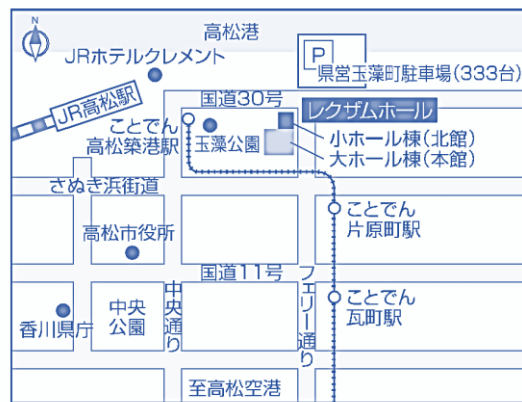 N
高松港
JRホテルクレメント
P
県営玉藻町駐車場(333台)
JR高松駅
国道30号
レクザムホール
ことでん
高松築港駅
玉藻公園
小ホール棟(北館)
大ホール棟(本館)
さぬき浜街道
ことでん
片原町駅
高松市役所
国道11号
フェリー通り
中央通り
ことでん
瓦町駅
香川県庁
中央
公園
至高松空港